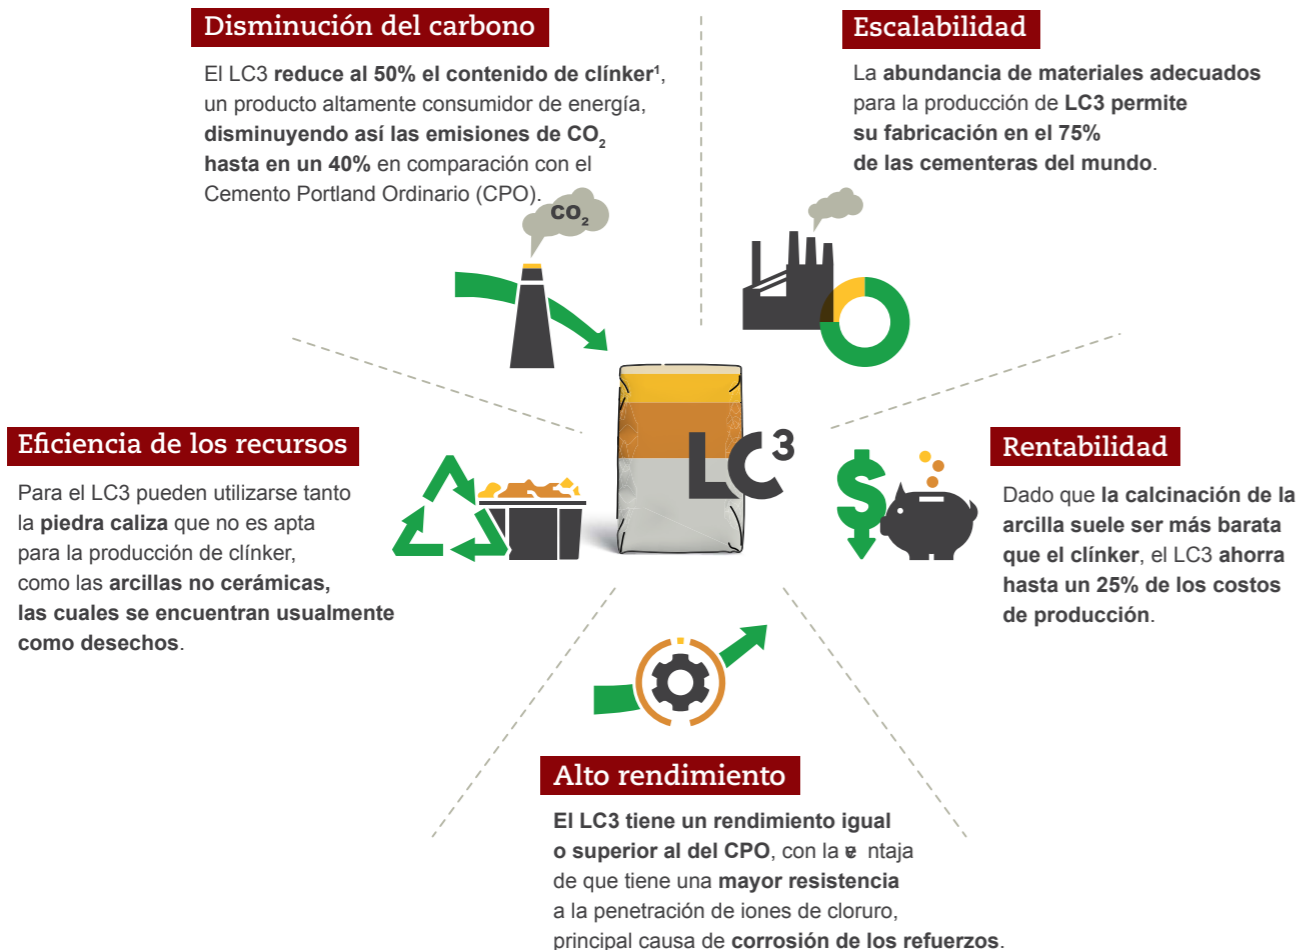 Disminución del carbono
El LC3 reduce al 50% el contenido de clínker¹,
un producto altamente consumidor de energía,
disminuyendo así las emisiones de CO₂
hasta en un 40% en comparación con el
Cemento Portland Ordinario (CPO).
CO₂
Escalabilidad
La abundancia de materiales adecuados
para la producción de LC3 permite
su fabricación en el 75%
de las cementeras del mundo.
Eficiencia de los recursos
Para el LC3 pueden utilizarse tanto
la piedra caliza que no es apta
para la producción de clínker,
como las arcillas no cerámicas,
las cuales se encuentran usualmente
como desechos.
LC³
Rentabilidad
Dado que la calcinación de la
arcilla suele ser más barata
que el clínker, el LC3 ahorra
hasta un 25% de los costos
de producción.
Alto rendimiento
El LC3 tiene un rendimiento igual
o superior al del CPO, con la ntaja
de que tiene una mayor resistencia
a la penetración de iones de cloruro,
principal causa de corrosión de los refuerzos.